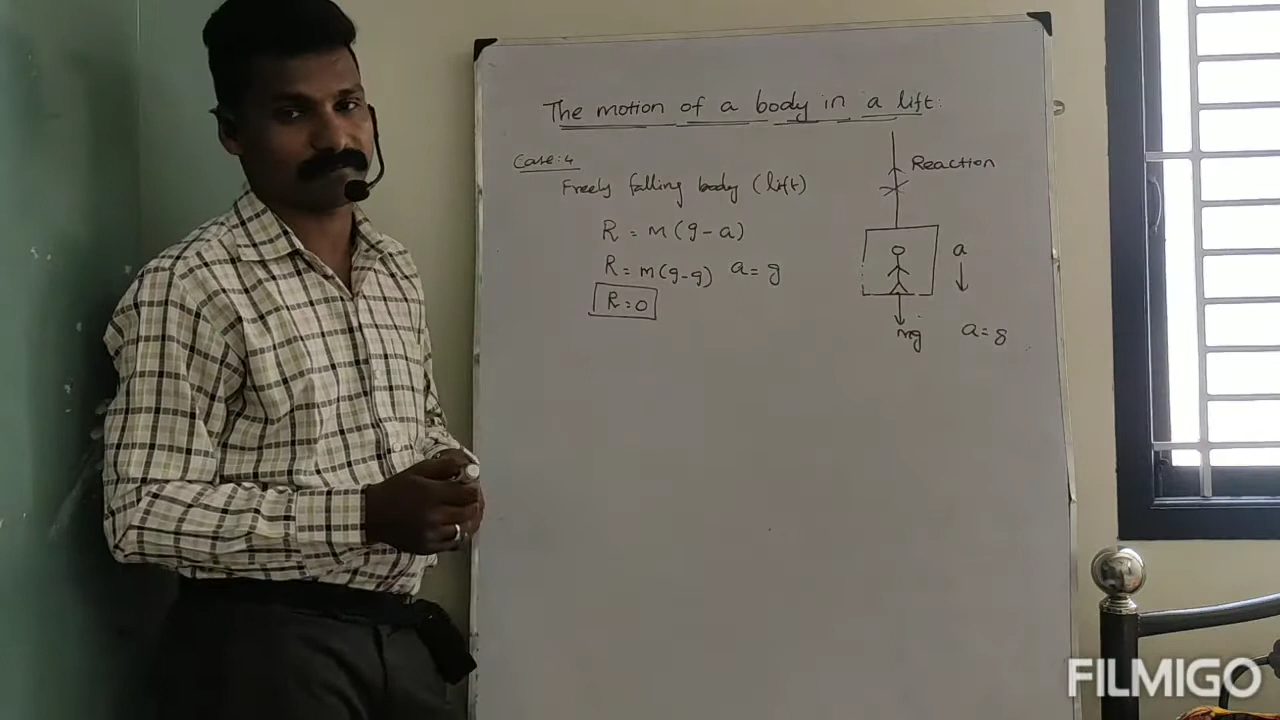 The motion of a body in a lift:
Case:4
Freely falling body (lift)
R = m(g-a)
R = m(g-g) a = g
R = 0
Reaction
a
mg
a = g
FILMIGO